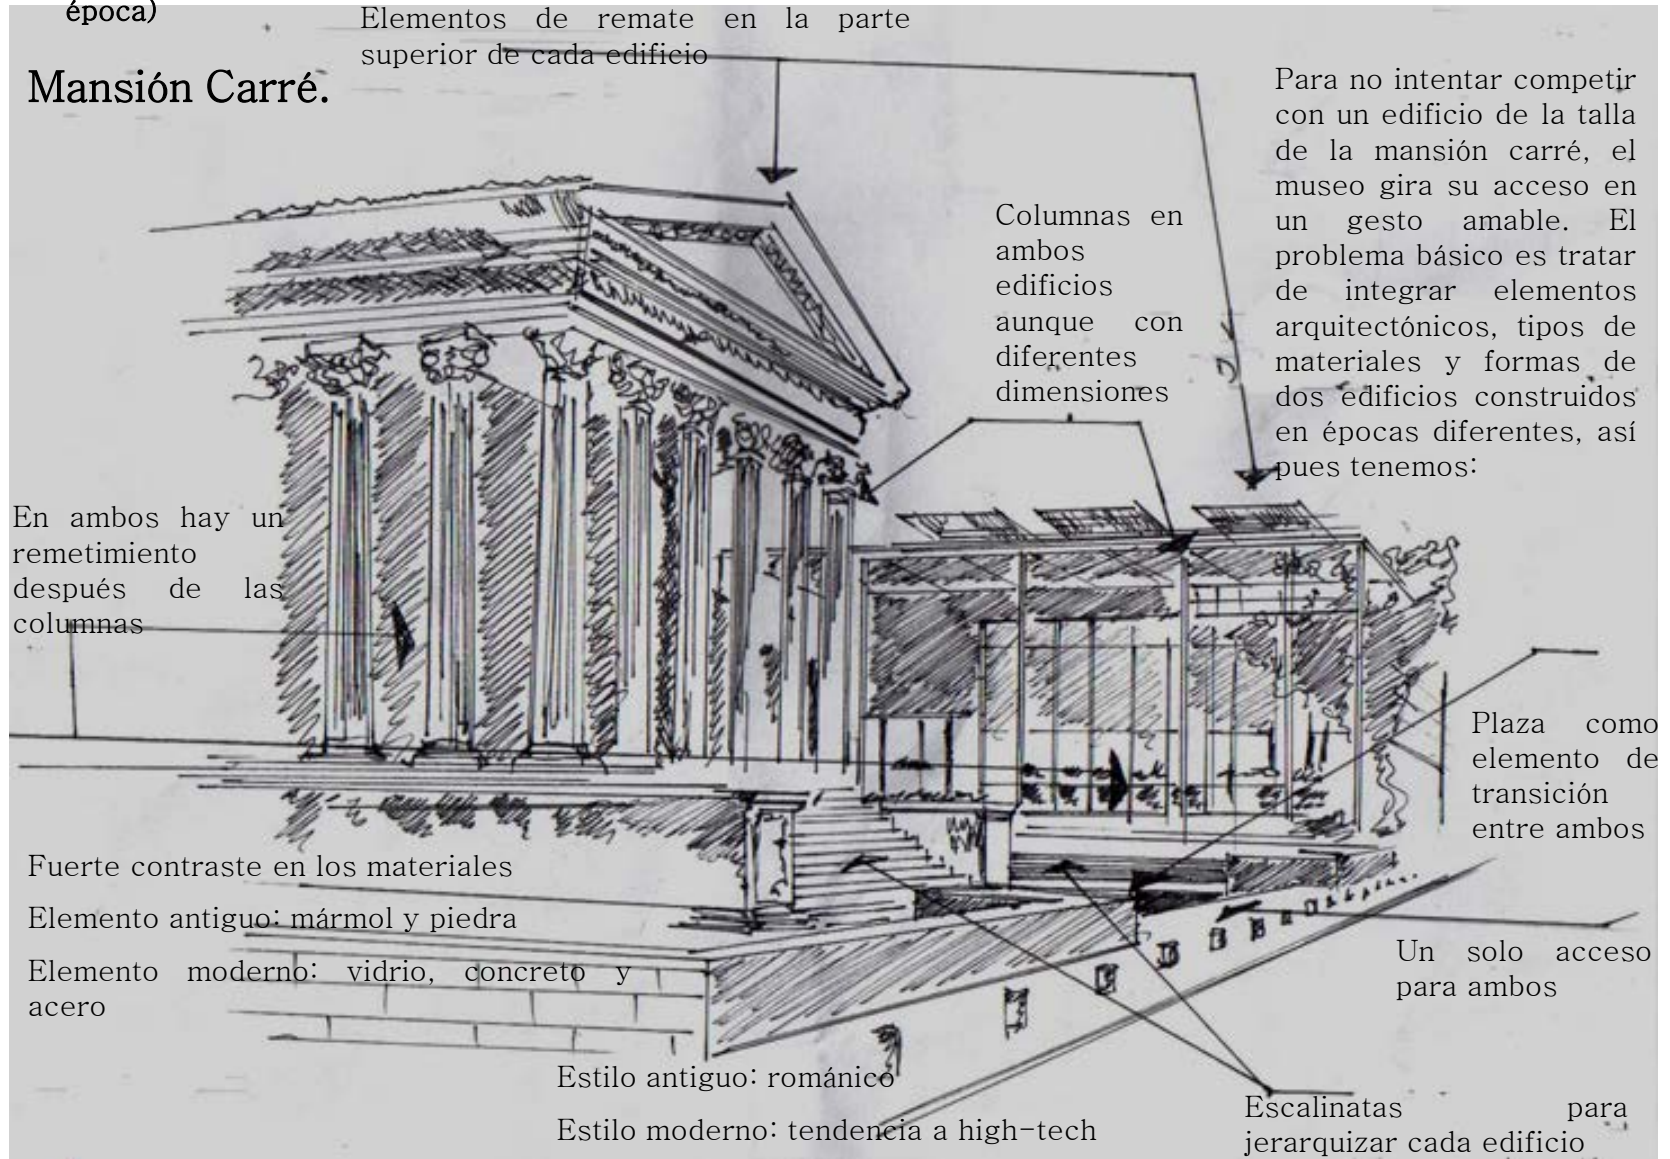 época)
Elementos de remate en la parte
superior de cada edificio
Mansión Carré.
Para no intentar competir
con un edificio de la talla
de la mansión carré, el
museo gira su acceso en
un gesto amable. El
problema básico es tratar
de integrar elementos
arquitectónicos, tipos de
materiales y formas de
dos edificios construidos
en épocas diferentes, así
pues tenemos:
Columnas en
ambos
edificios
aunque con
diferentes
dimensiones
En ambos hay un
remetimiento
después de las
columnas
Plaza como
elemento de
transición
entre ambos
Fuerte contraste en los materiales
Elemento antiguo: mármol y piedra
Elemento moderno: vidrio, concreto y
acero
Un solo acceso
para ambos
Estilo antiguo: románico
Estilo moderno: tendencia a high-tech
Escalinatas para
jerarquizar cada edificio